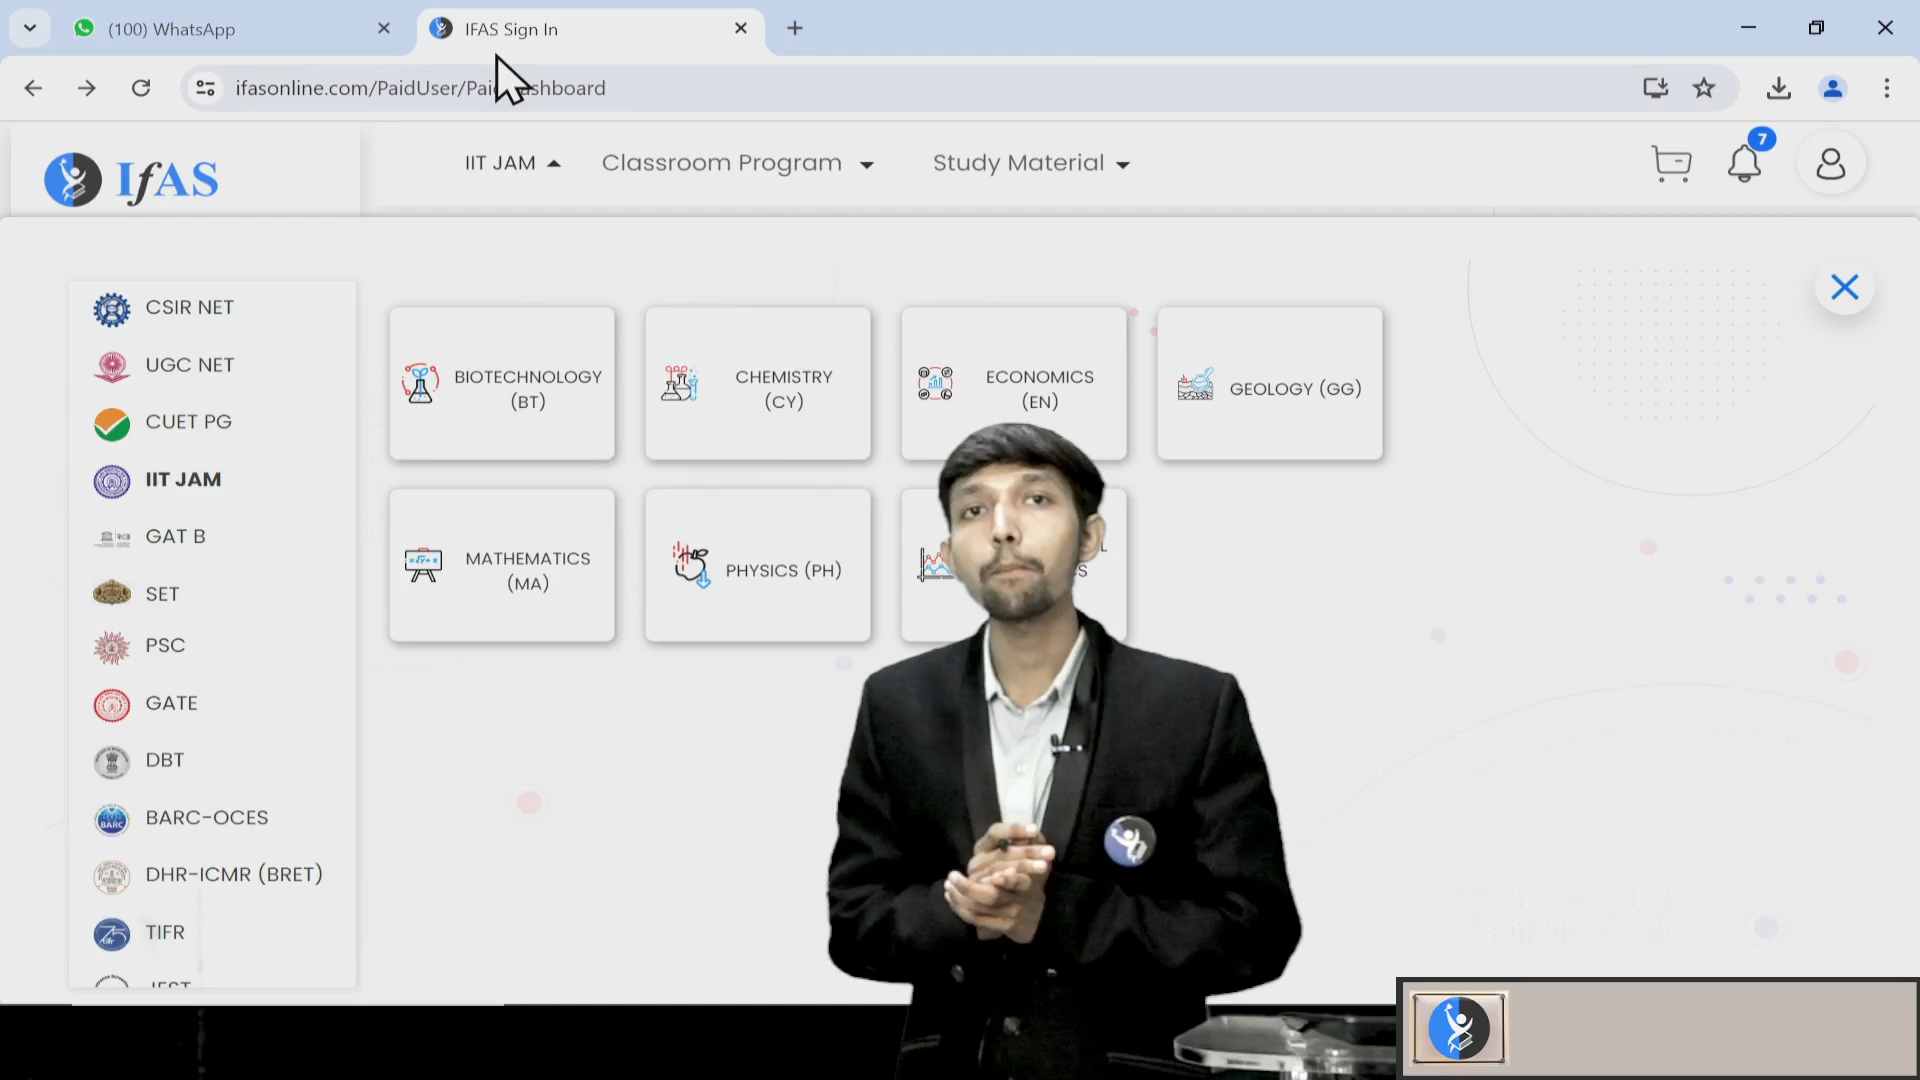 (100) WhatsApp
IFAS Sign In
ifasonline.com/PaidUser/Pai
shboard
IfAS
IIT JAM
Classroom Program
Study Material
7
CSIR NET
UGC NET
CUET PG
IIT JAM
GAT B
SET
PSC
GATE
DBT
BARC-OCES
DHR-ICMR (BRET)
TIFR
BIOTECHNOLOGY
(BT)
CHEMISTRY
(CY)
ECONOMICS
(EN)
GEOLOGY (GG)
MATHEMATICS
(MA)
PHYSICS (PH)